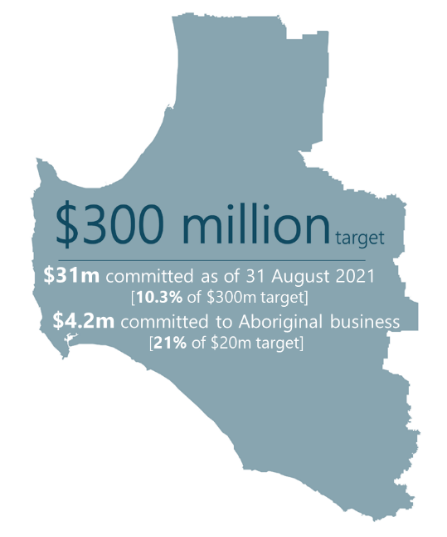 $300 million target
$31m committed as of 31 August 2021
[10.3% of $300m target]
$4.2m committed to Aboriginal business
[21% of $20m target]